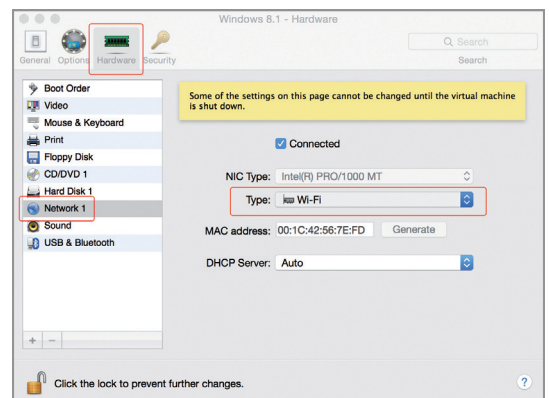 Windows 8.1 - Hardware
Search
General Options Hardware Security
Search
Boot Order
Video
Mouse & Keyboard
Print
Floppy Disk
CD/DVD 1
Hard Disk 1
Network 1
Sound
USB & Bluetooth
+ −
Some of the settings on this page cannot be changed until the virtual machine
is shut down.
Connected
NIC Type: Intel(R) PRO/1000 MT
Type: Wi-Fi
MAC address: 00:1C:42:56:7E:FD Generate
DHCP Server: Auto
Click the lock to prevent further changes.
?